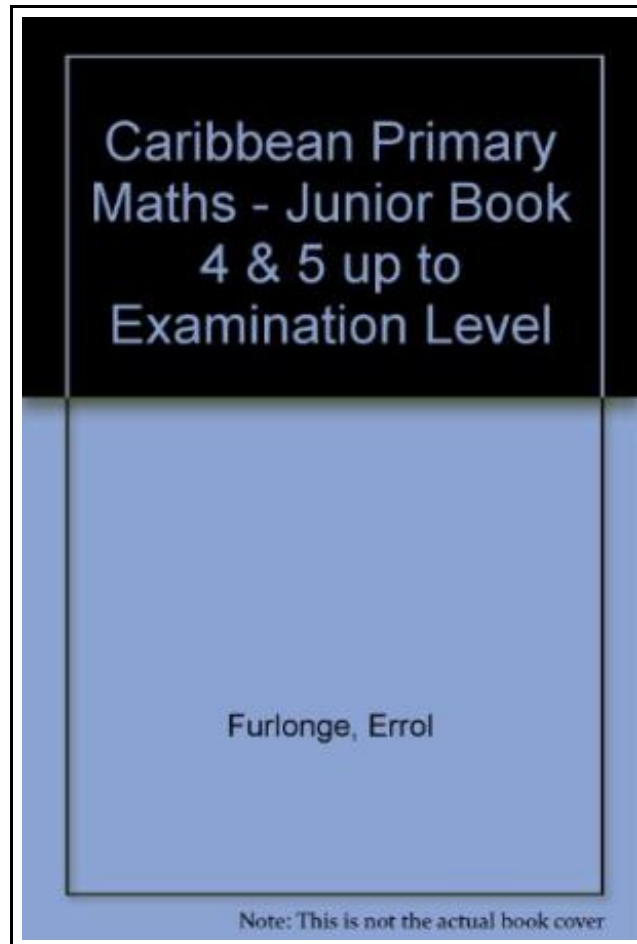 Caribbean Primary
Maths - Junior Book
4 & 5 up to
Examination Level
Furlonge, Errol
Note: This is not the actual book cover